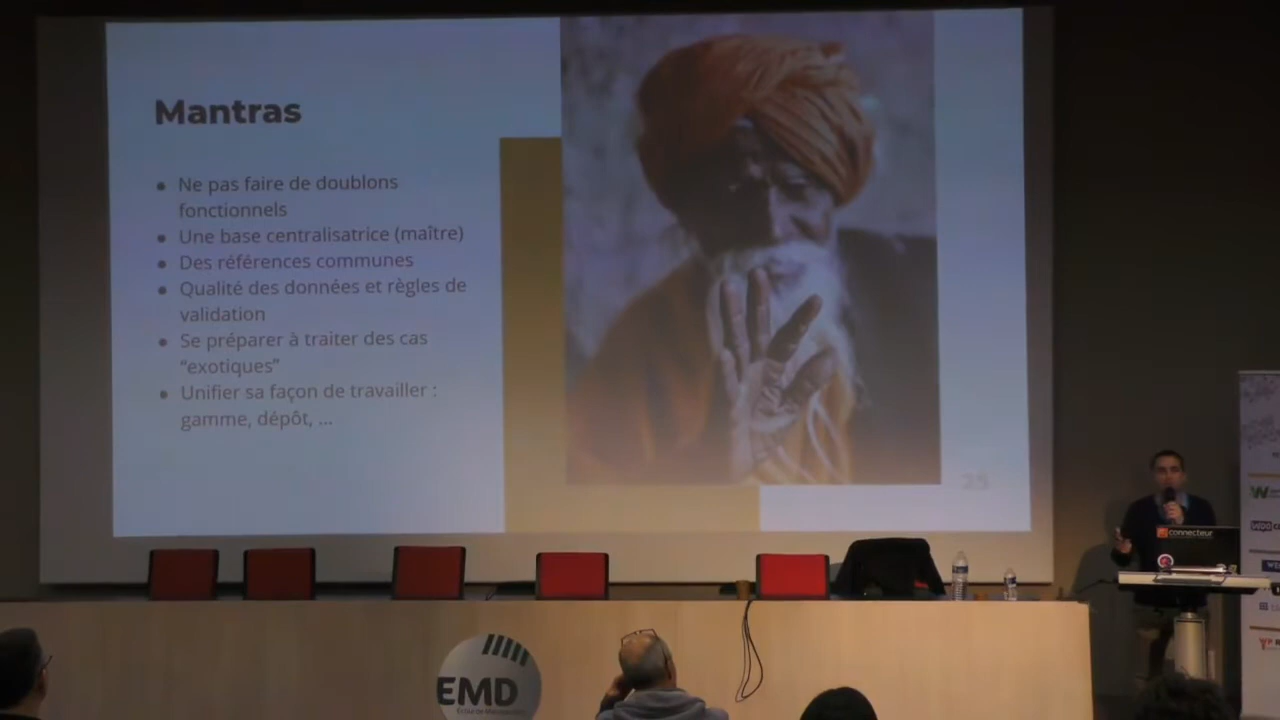 Mantras
Ne pas faire de doublons
fonctionnels
Une base centralisatrice (maître)
Des références communes
Qualité des données et règles de
validation
Se préparer à traiter des cas
“exotiques”
Unifier sa façon de travailler :
gamme, dépôt, ...
25
connecteur
EMD